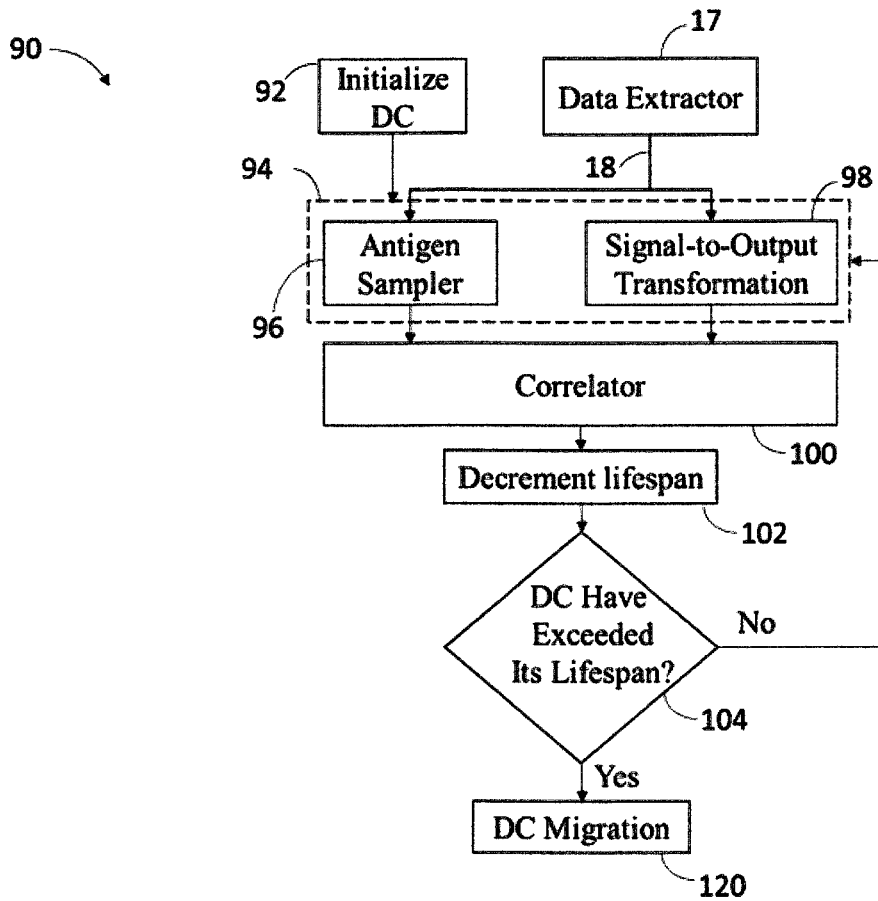 17
90
92
Initialize
DC
Data Extractor
18
94
98
Antigen
Sampler
Signal-to-Output
Transformation
96
Correlator
100
Decrement lifespan
102
DC Have
Exceeded
Its Lifespan?
No
104
Yes
DC Migration
120